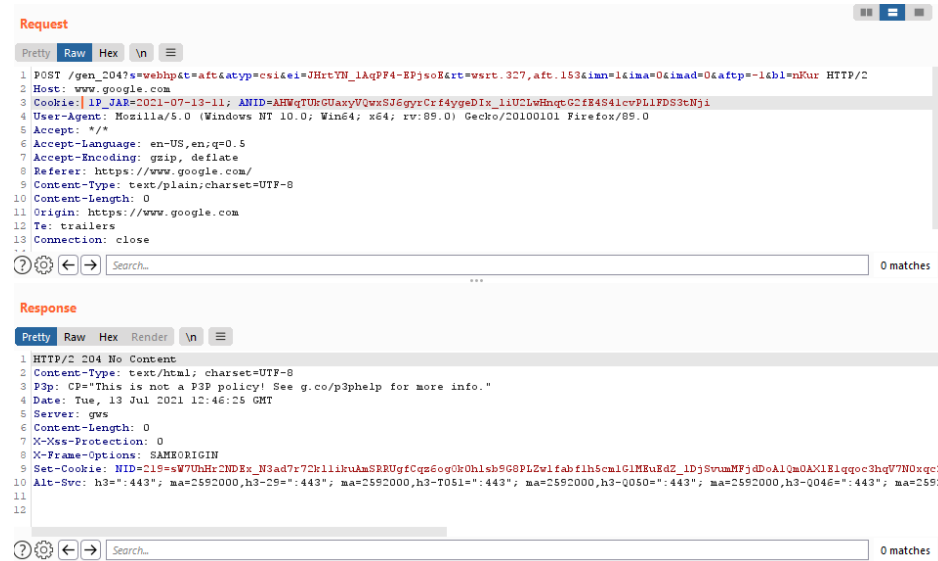 Request
Pretty Raw Hex \n
1 POST /gen_204?s=webhp&t=aft&atyp=csi&ei=JHrtYN_lAqPF4-EPjsoE&rt=wsrt.327,aft.153&imn=1&ima=0&imad=0&aftp=-1&bl=nKur HTTP/2
2 Host: www.google.com
3 Cookie: 1P_JAR=2021-07-13-11; ANID=AHWqTUkGUaxyVQwxSJ6gyrCrf4ygeDIx_liU2LwHnqtG2fE4S41cvPL1FDS3tNji
4 User-Agent: Mozilla/5.0 (Windows NT 10.0; Win64; x64; rv:89.0) Gecko/20100101 Firefox/89.0
5 Accept: */*
6 Accept-Language: en-US,en;q=0.5
7 Accept-Encoding: gzip, deflate
8 Referer: https://www.google.com/
9 Content-Type: text/plain;charset=UTF-8
10 Content-Length: 0
11 Origin: https://www.google.com
12 Te: trailers
13 Connection: close
Search... 0 matches
Response
Pretty Raw Hex Render \n
1 HTTP/2 204 No Content
2 Content-Type: text/html; charset=UTF-8
3 P3p: CP="This is not a P3P policy! See g.co/p3phelp for more info."
4 Date: Tue, 13 Jul 2021 12:46:25 GMT
5 Server: gws
6 Content-Length: 0
7 X-Xss-Protection: 0
8 X-Frame-Options: SAMEORIGIN
9 Set-Cookie:
10 Alt-Svc: h3=":443"; ma=2592000,h3-29=":443"; ma=2592000,h3-T051=":443"; ma=2592000,h3-Q050=":443"; ma=2592000,h3-Q046=":443"; ma=259
11
12
Search... 0 matches